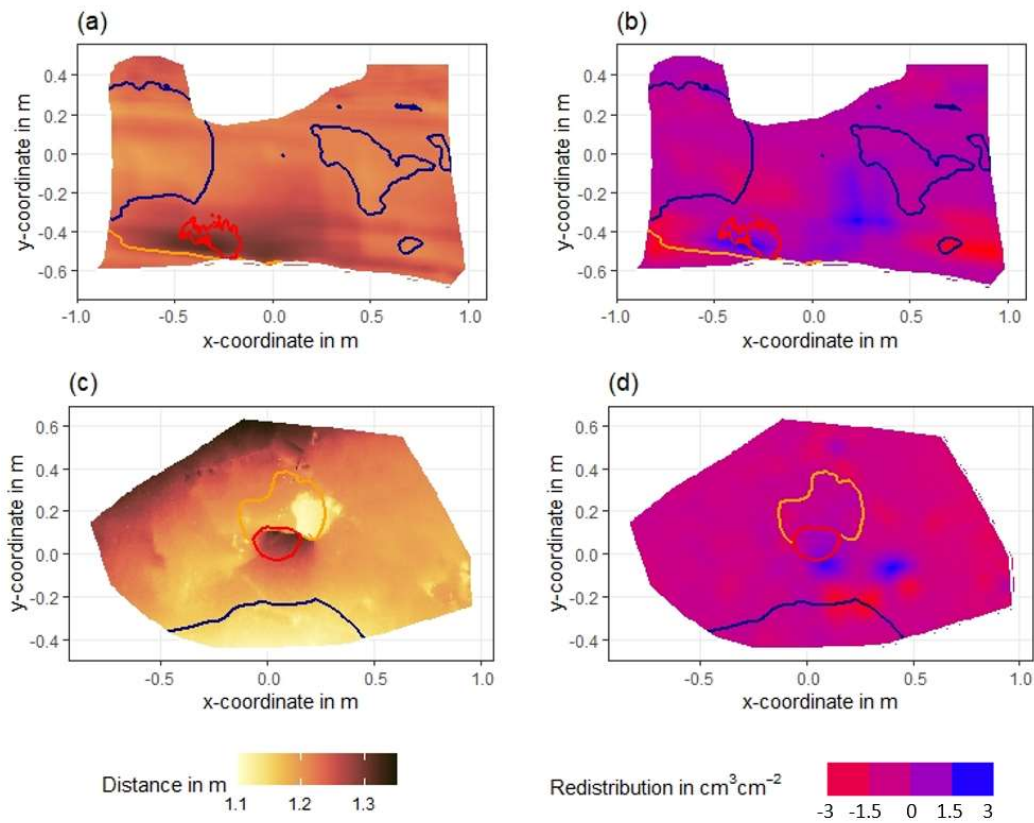 (a)
y-coordinate in m
0.4
0.2
0.0
-0.2
-0.4
-0.6
-1.0 -0.5 0.0 0.5 1.0
x-coordinate in m
(b)
y-coordinate in m
0.4
0.2
0.0
-0.2
-0.4
-0.6
-1.0 -0.5 0.0 0.5 1.0
x-coordinate in m
(c)
y-coordinate in m
0.6
0.4
0.2
0.0
-0.2
-0.4
-0.5 0.0 0.5 1.0
x-coordinate in m
(d)
y-coordinate in m
0.6
0.4
0.2
0.0
-0.2
-0.4
-0.5 0.0 0.5 1.0
x-coordinate in m
Distance in m
1.1 1.2 1.3
Redistribution in cm³cm⁻²
-3 -1.5 0 1.5 3